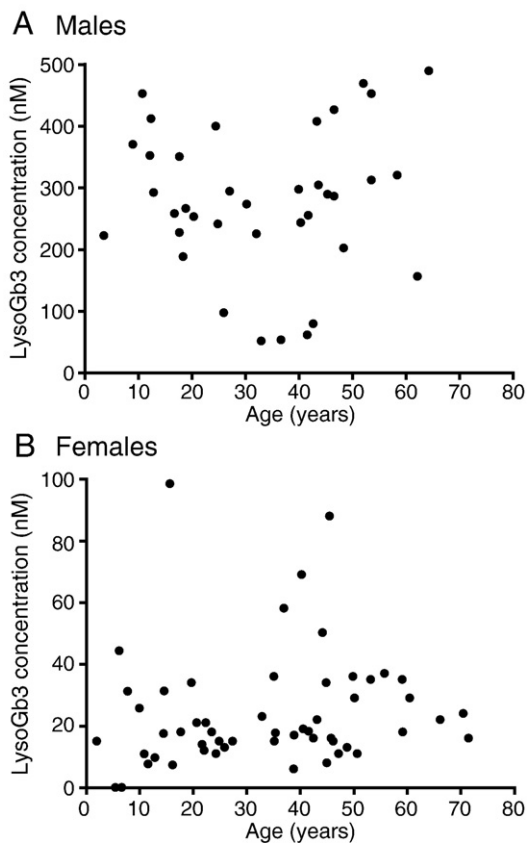 A Males
LysoGb3 concentration (nM)
500
400
300
200
100
0
0 10 20 30 40 50 60 70 80
Age (years)
B Females
LysoGb3 concentration (nM)
100
80
60
40
20
0
0 10 20 30 40 50 60 70 80
Age (years)